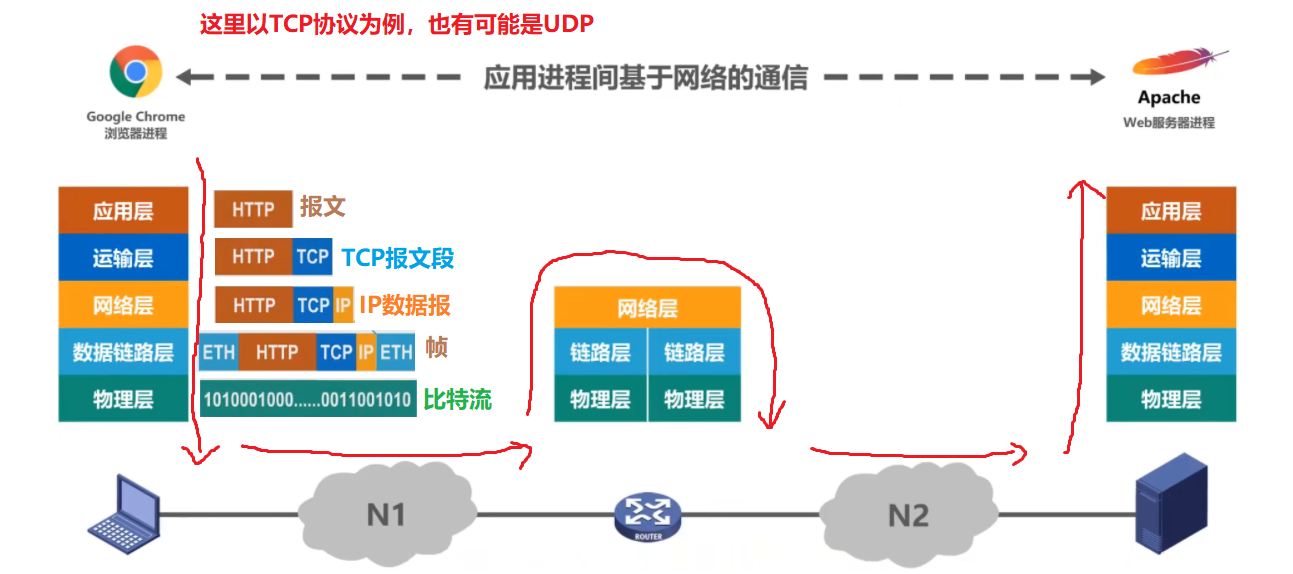 这里以TCP协议为例，也有可能是UDP
应用进程间基于网络的通信
Google Chrome
浏览器进程
Apache
Web服务器进程
应用层
HTTP
报文
运输层
HTTP TCP
TCP报文段
网络层
HTTP TCP IP
IP数据报
数据链路层
ETH HTTP TCP IP ETH
帧
物理层
1010001000......0011001010
比特流
网络层
链路层 链路层
物理层 物理层
应用层
运输层
网络层
数据链路层
物理层
N1
ROUTER
N2